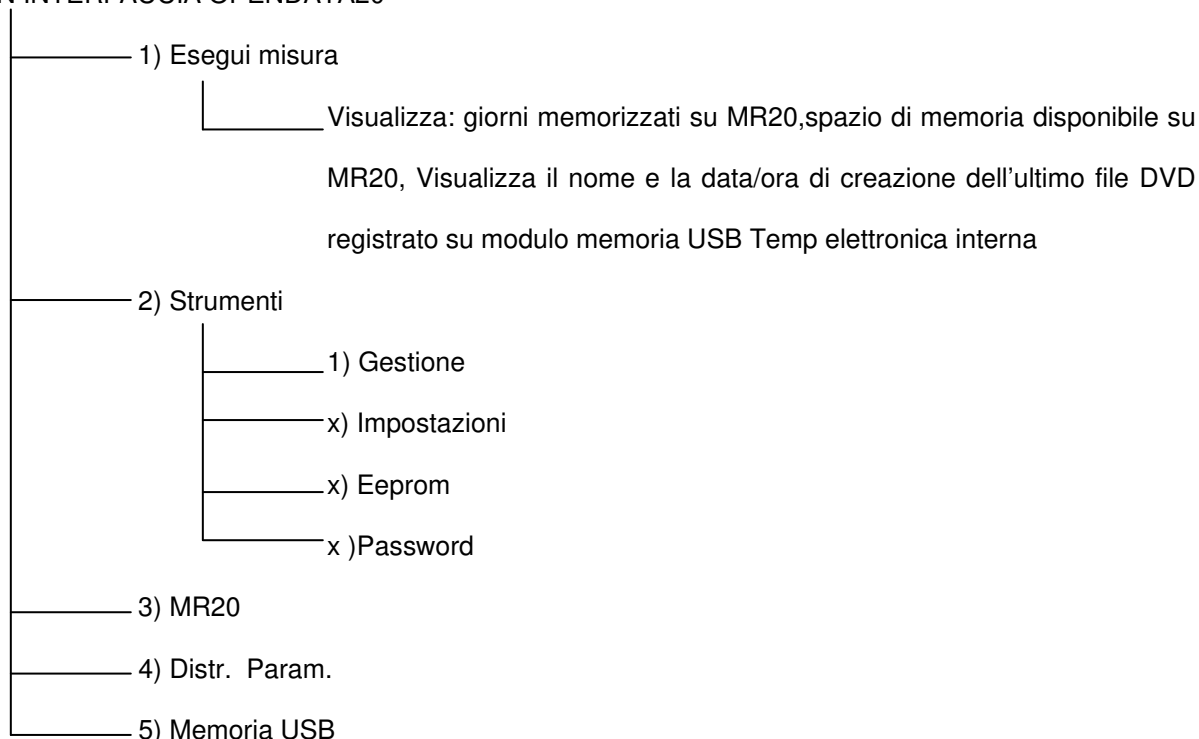 1) Esegui misura
Visualizza: giorni memorizzati su MR20,spazio di memoria disponibile su
MR20, Visualizza il nome e la data/ora di creazione dell'ultimo file DVD
registrato su modulo memoria USB Temp elettronica interna
2) Strumenti
1) Gestione
x) Impostazioni
x) Eeprom
x )Password
3) MR20
4) Distr. Param.
5) Memoria USB